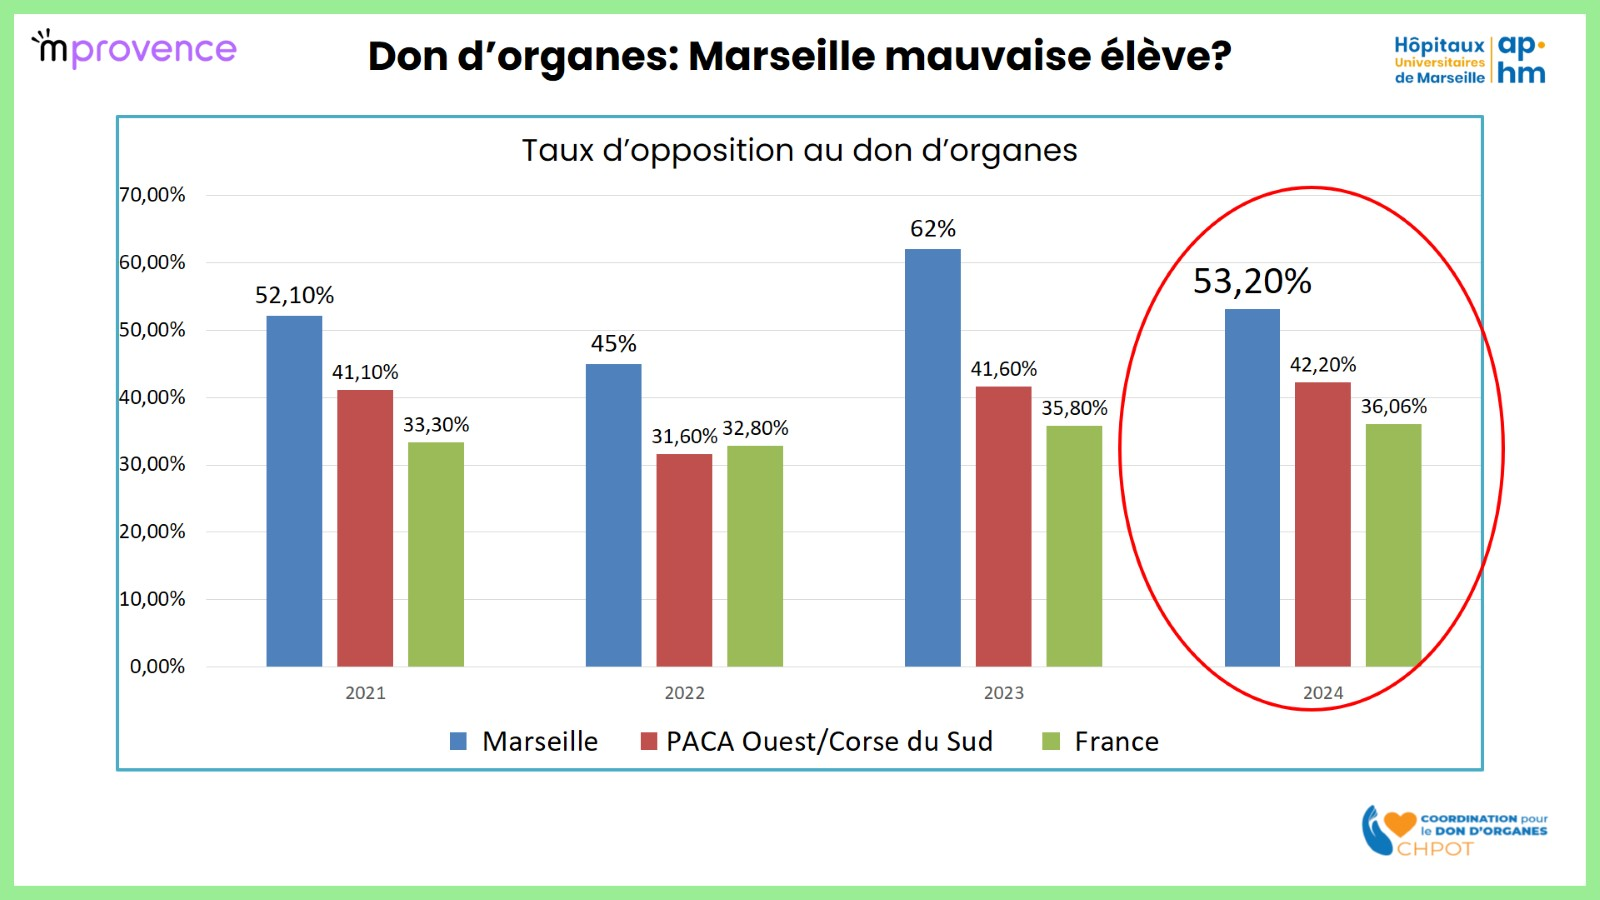 mprovence
Don d’organes: Marseille mauvaise élève?
Hôpitaux
Universitaires
de Marseille
ap·
hm
Taux d’opposition au don d’organes
70,00%
60,00%
50,00%
40,00%
30,00%
20,00%
10,00%
0,00%
52,10%
41,10%
33,30%
45%
31,60%
32,80%
62%
41,60%
35,80%
53,20%
42,20%
36,06%
2021
2022
2023
2024
Marseille
PACA Ouest/Corse du Sud
France
COORDINATION pour
le DON D'ORGANES
CHPOT